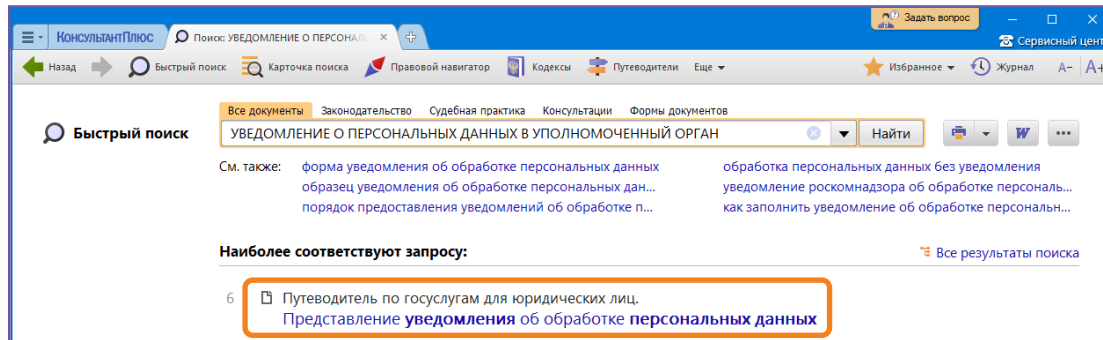 Задать вопрос
КонсультантПлюс
Поиск: УВЕДОМЛЕНИЕ О ПЕРСОНАЛЬ
Сервисный цент
Назад
Быстрый поиск
Карточка поиска
Правовой навигатор
Кодексы
Путеводители
Еще
Избранное
Журнал
A−
A+
Все документы
Законодательство
Судебная практика
Консультации
Формы документов
Быстрый поиск
УВЕДОМЛЕНИЕ О ПЕРСОНАЛЬНЫХ ДАННЫХ В УПОЛНОМОЧЕННЫЙ ОРГАН
Найти
W
См. также:
форма уведомления об обработке персональных данных
образец уведомления об обработке персональных дан...
порядок предоставления уведомлений об обработке п...
обработка персональных данных без уведомления
уведомление роскомнадзора об обработке персональ...
как заполнить уведомление об обработке персональн...
Наиболее соответствуют запросу:
Все результаты поиска
6
Путеводитель по госуслугам для юридических лиц.
Представление уведомления об обработке персональных данных